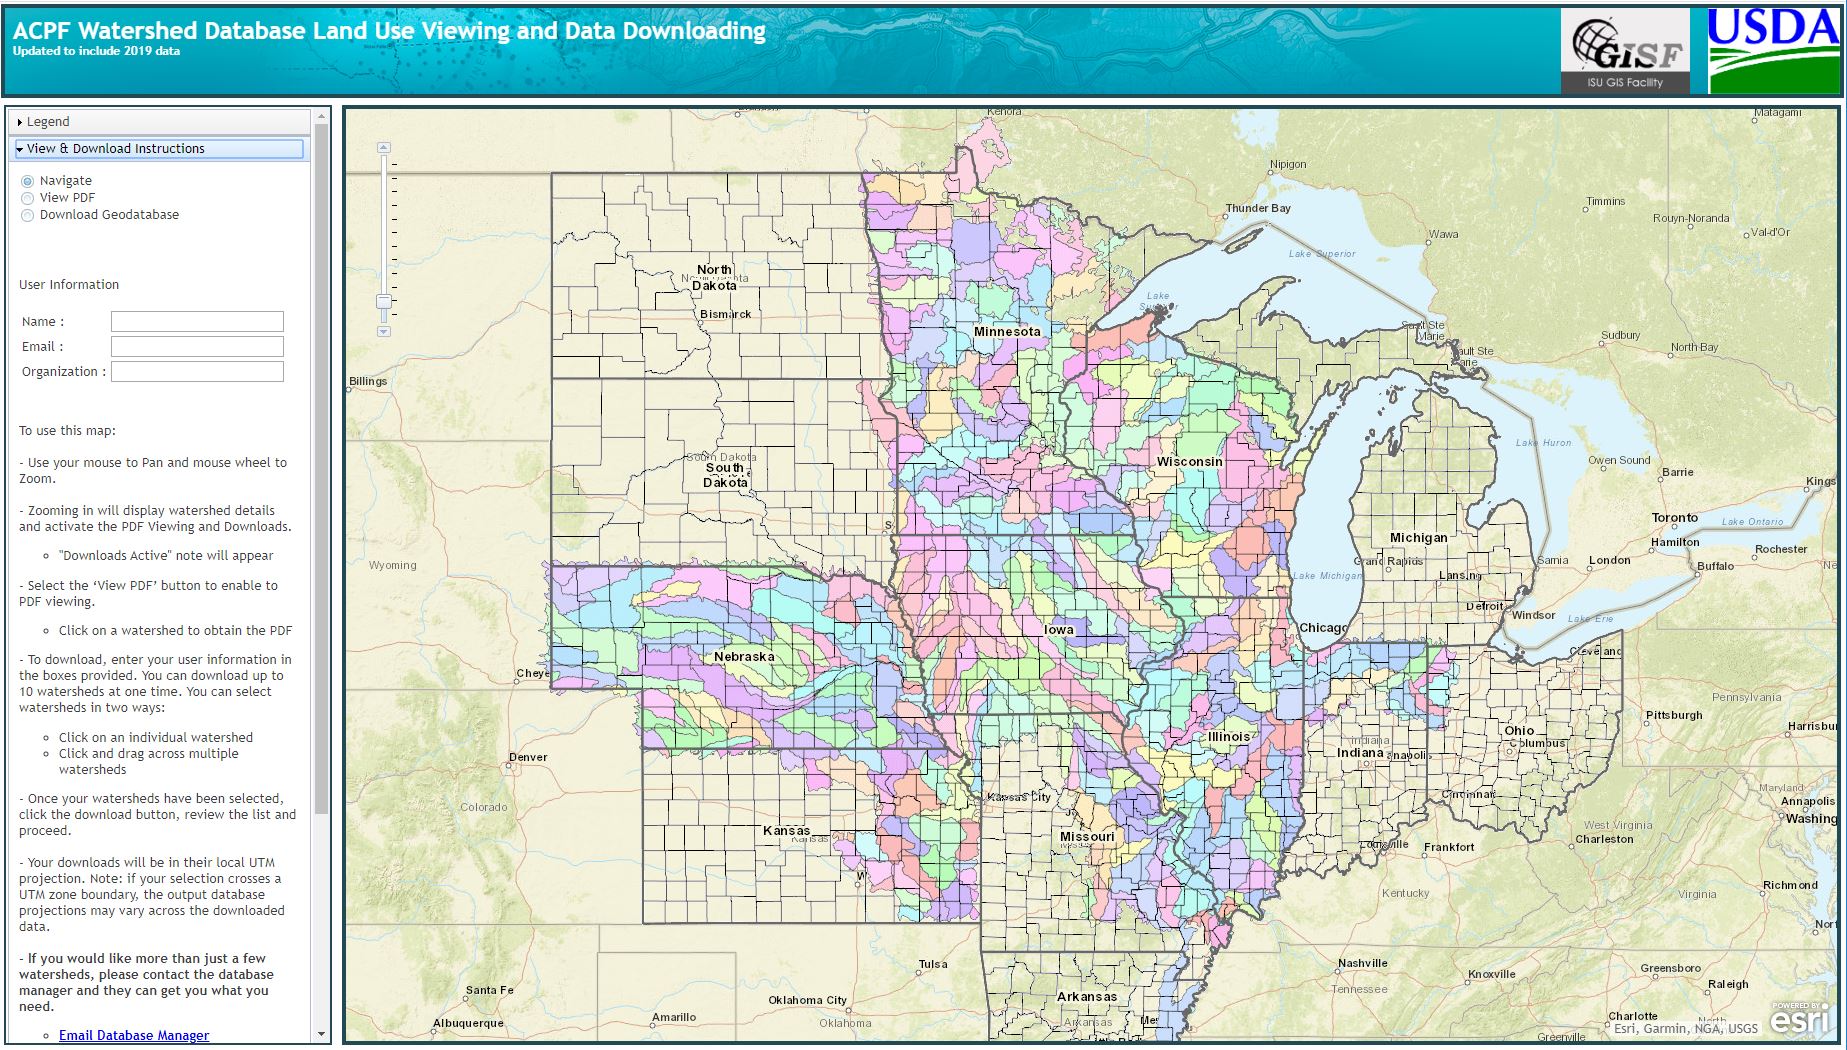 ACPF Watershed Database Land Use Viewing and Data Downloading
Updated to include 2019 data
GISF
ISU GIS Facility
USDA
Legend
View & Download Instructions
Navigate
View PDF
Download Geodatabase
User Information
Name :
Email :
Organization :
To use this map:
- Use your mouse to Pan and mouse wheel to
Zoom.
- Zooming in will display watershed details
and activate the PDF Viewing and Downloads.
"Downloads Active" note will appear
- Select the ‘View PDF’ button to enable to
PDF viewing.
Click on a watershed to obtain the PDF
- To download, enter your user information in
the boxes provided. You can download up to
10 watersheds at one time. You can select
watersheds in two ways:
Click on an individual watershed
Click and drag across multiple
watersheds
- Once your watersheds have been selected,
click the download button, review the list and
proceed.
- Your downloads will be in their local UTM
projection. Note: if your selection crosses a
UTM zone boundary, the output database
projections may vary across the downloaded
data.
- If you would like more than just a few
watersheds, please contact the database
manager and they can get you what you
need.
Email Database Manager
Kenora
Matagami
Nipigon
Timmins
Thunder Bay
Rouyn-Noranda
Val-d'Or
Wawa
Lake Superior
North
Dakota
Bismarck
Minnesota
Sudbury
North Bay
Billings
Lake Huron
South Dakota
South
Dakota
Wisconsin
Owen Sound
Barrie
Kings
Toronto
Lake Ontario
Hamilton
Rochester
Michigan
Grand Rapids
Lansing
Sarnia
London
Buffalo
Wyoming
Lake Michigan
Detroit
Windsor
Lake Erie
Iowa
Chicago
Cleveland
Nebraska
Cheye
Pennsylvania
Pittsburgh
Harrisbur
Illinois
Indiana
Indiana
Ohio
Columbus
Denver
Kansas City
Cincinnat
Maryland
Annapolis
Washing
Colorado
Kansas
Kansas
Missouri
West Virginia
Charleston
Frankfort
Kentucky
Virginia
Richmond
Norf
Tulsa
Nashville
Tennessee
Knoxville
Greensboro
Raleigh
Santa Fe
Oklahoma City
Oklahoma
Amarillo
Albuquerque
Arkansas
Arkansas
Charlotte
Greenville
POWERED BY
esri
Esri, Garmin, NGA, USGS